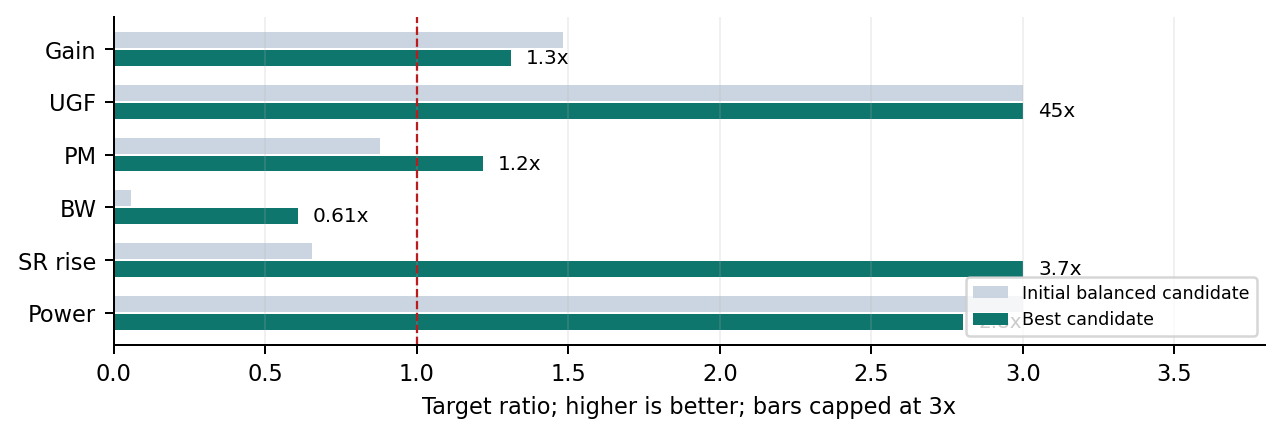 Gain
1.3x
UGF
45x
PM
1.2x
BW
0.61x
SR rise
3.7x
Power
Initial balanced candidate
Best candidate
0.0 0.5 1.0 1.5 2.0 2.5 3.0 3.5
Target ratio; higher is better; bars capped at 3x